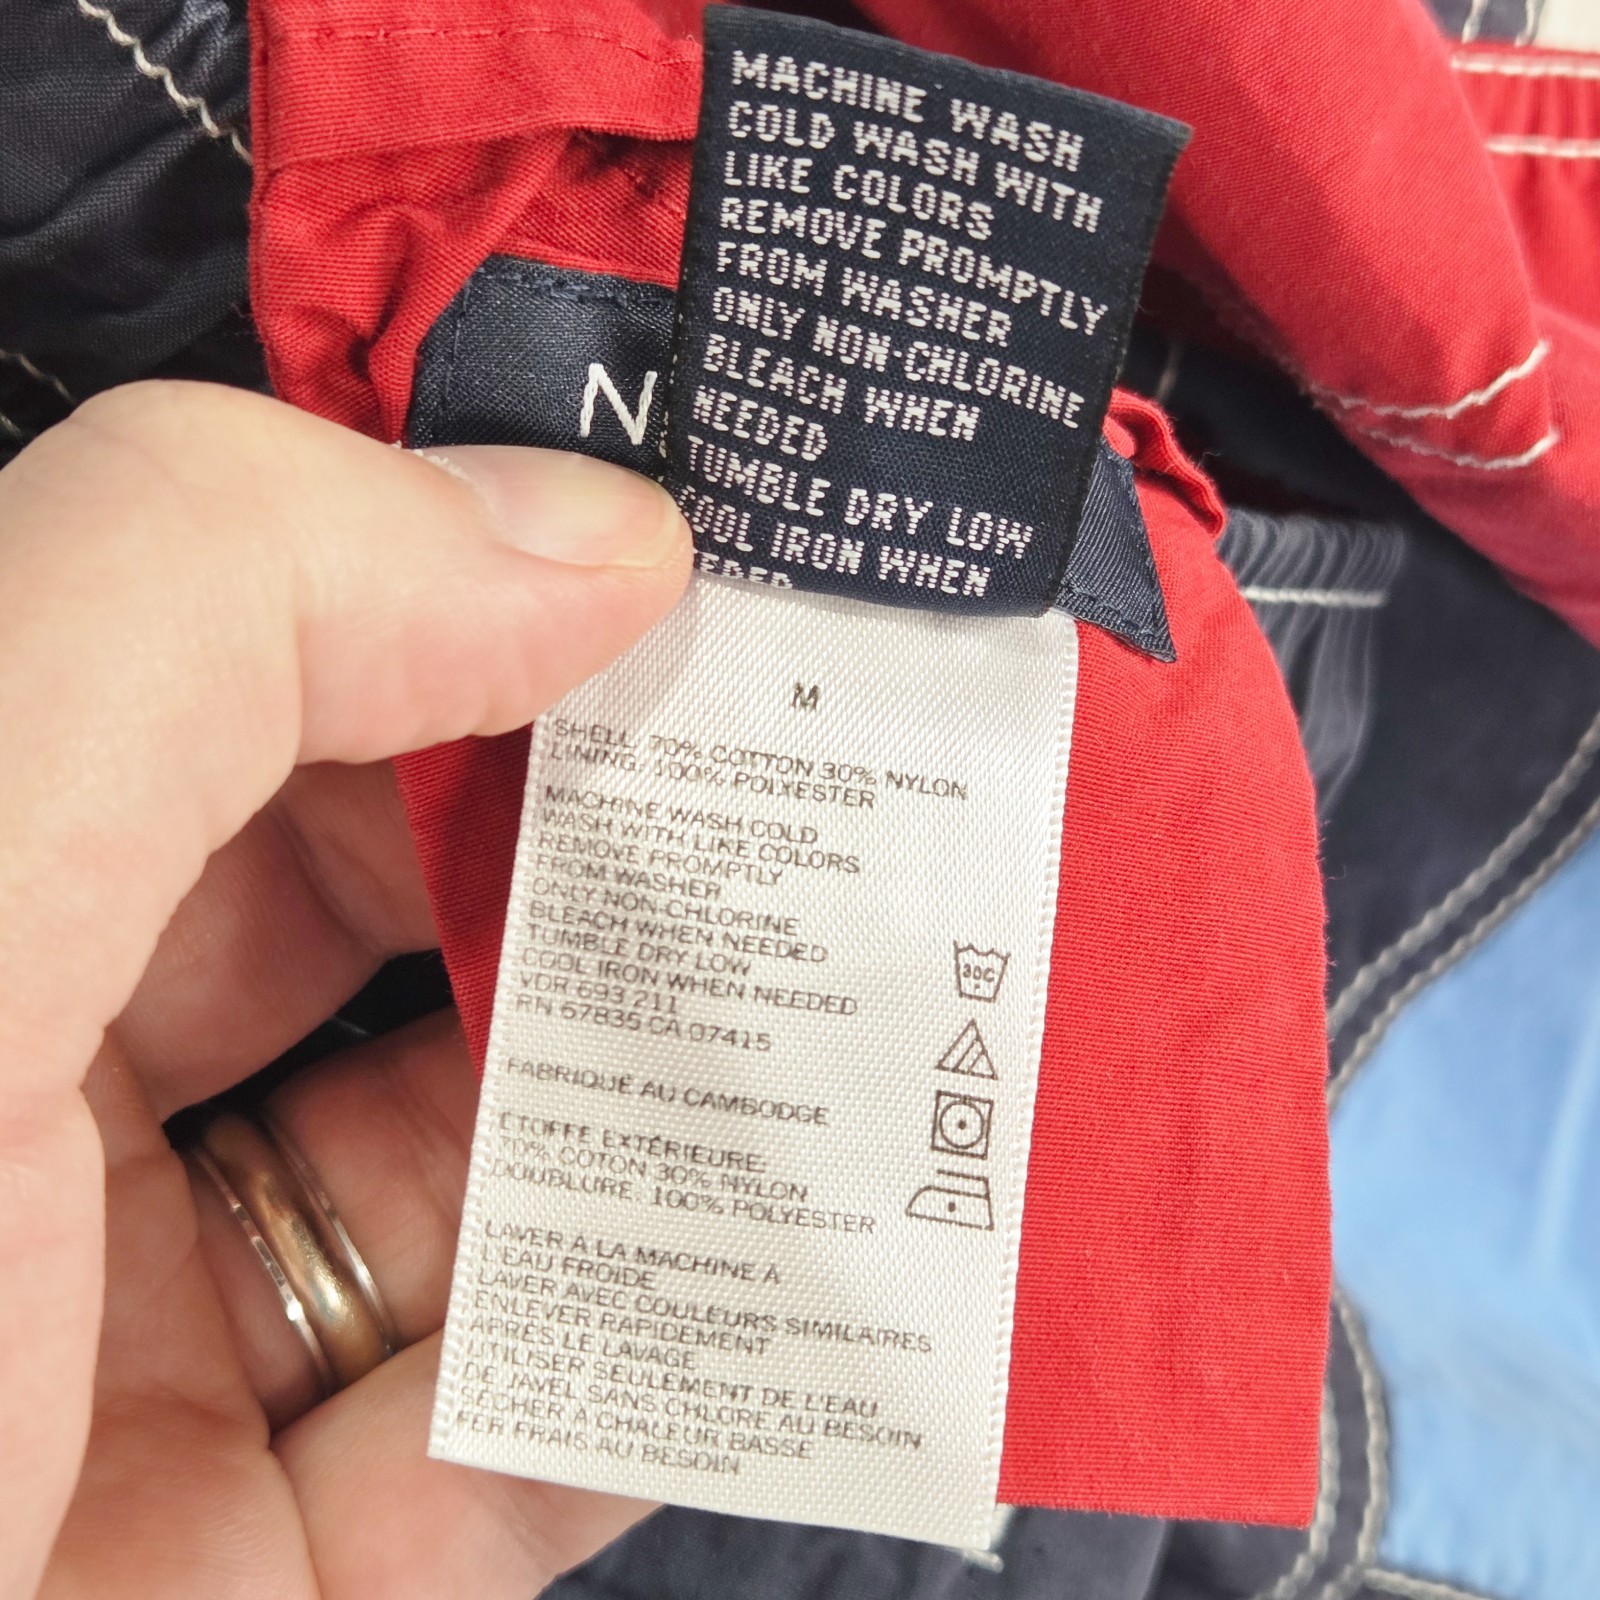 MACHINE WASH
COLD WASH WITH
LIKE COLORS
REMOVE PROMPTLY
FROM WASHER
ONLY NON-CHLORINE
BLEACH WHEN
NEEDED
TUMBLE DRY LOW
IRON WHEN
N
M
SHELL: 70% COTTON 30% NYLON
LINING: 100% POLYESTER
MACHINE WASH COLD
WASH WITH LIKE COLORS
REMOVE PROMPTLY
FROM WASHER
ONLY NON-CHLORINE
BLEACH WHEN NEEDED
TUMBLE DRY LOW
COOL IRON WHEN NEEDED
VDR 693 211
RN 67835 CA 07415
30C
FABRIQUÉ AU CAMBODGE
ETOFFE EXTÉRIEURE:
70% COTON 30% NYLON
DOUBLURE: 100% POLYESTER
LAVER À LA MACHINE À
L'EAU FROIDE
LAVER AVEC COULEURS SIMILAIRES
ENLEVER RAPIDEMENT
APRÈS LE LAVAGE
UTILISER SEULEMENT DE L'EAU
DE JAVEL SANS CHLORE AU BESOIN
SÉCHER À CHALEUR BASSE
FER FRAIS AU BESOIN